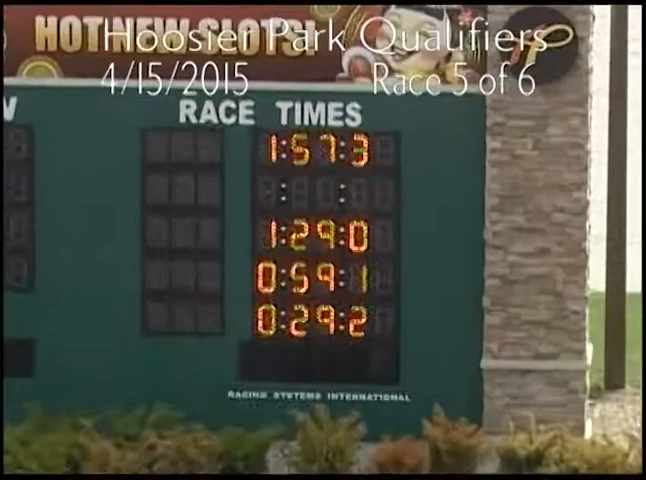 HOT NEW SLOTS!
Hoosier Park Qualifiers
4/15/2015 Race 5 of 6
RACE TIMES
1:57:3
1:29:0
0:59:1
0:29:2
RACING SYSTEMS INTERNATIONAL